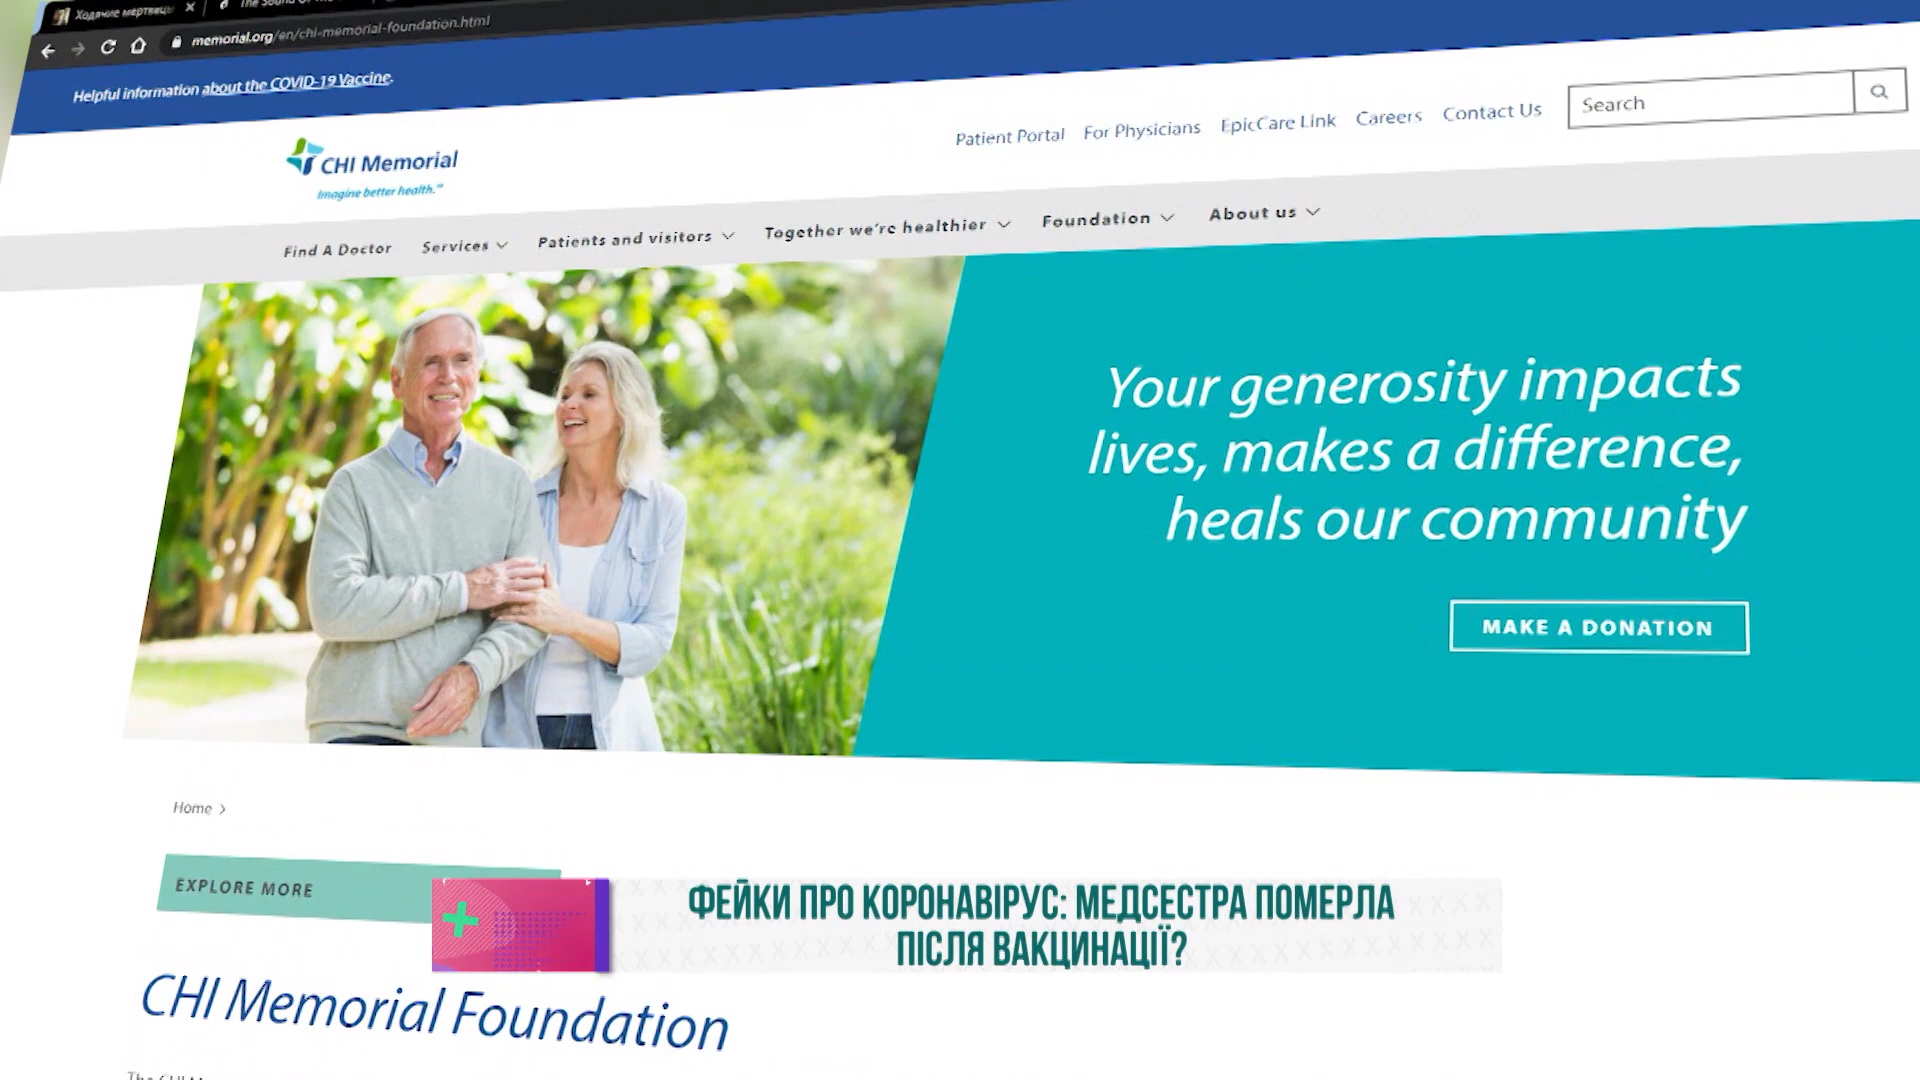 Ходячие мертвецы
memorial.org/en/chi-memorial-foundation.html
Helpful information about the COVID-19 Vaccine.
CHI Memorial
Imagine better health.℠
Patient Portal For Physicians EpicCare Link Careers Contact Us
Search
Find A Doctor Services Patients and visitors Together we're healthier Foundation About us
Your generosity impacts
lives, makes a difference,
heals our community
MAKE A DONATION
Home
EXPLORE MORE
ФЕЙКИ ПРО КОРОНАВІРУС: МЕДСЕСТРА ПОМЕРЛА
ПІСЛЯ ВАКЦИНАЦІЇ?
CHI Memorial Foundation